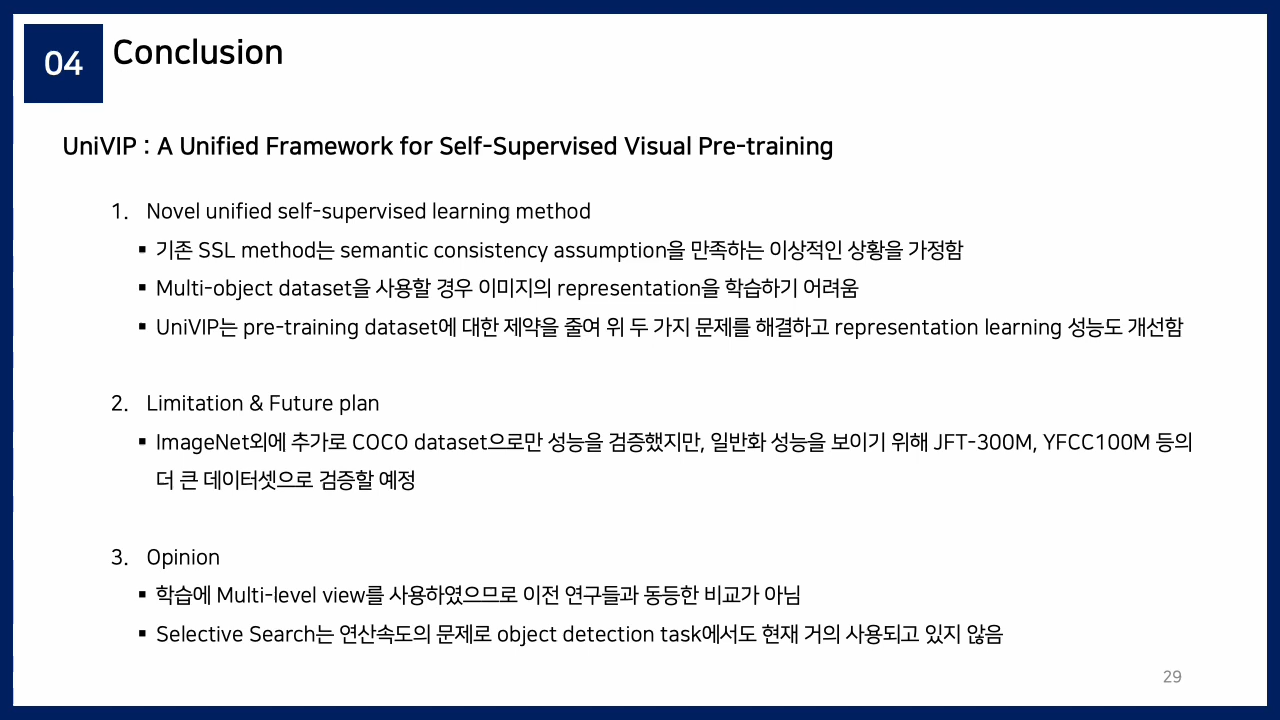 04
Conclusion
UniVIP : A Unified Framework for Self-Supervised Visual Pre-training
1. Novel unified self-supervised learning method
▪ 기존 SSL method는 semantic consistency assumption을 만족하는 이상적인 상황을 가정함
▪ Multi-object dataset을 사용할 경우 이미지의 representation을 학습하기 어려움
▪ UniVIP는 pre-training dataset에 대한 제약을 줄여 위 두 가지 문제를 해결하고 representation learning 성능도 개선함
2. Limitation & Future plan
▪ ImageNet외에 추가로 COCO dataset으로만 성능을 검증했지만, 일반화 성능을 보이기 위해 JFT-300M, YFCC100M 등의
더 큰 데이터셋으로 검증할 예정
3. Opinion
▪ 학습에 Multi-level view를 사용하였으므로 이전 연구들과 동등한 비교가 아님
▪ Selective Search는 연산속도의 문제로 object detection task에서도 현재 거의 사용되고 있지 않음
29